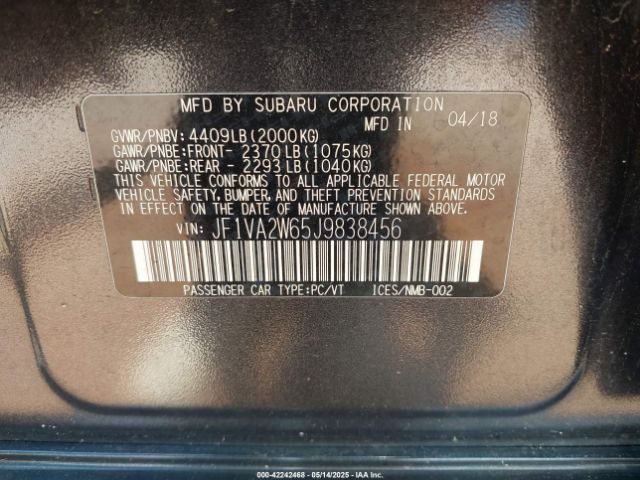 MFD BY SUBARU CORPORATION
MFD IN 04/18
GVWR/PNBV: 4409LB(2000KG)
GAWR/PNBE:FRONT- 2370LB(1075KG)
GAWR/PNBE:REAR - 2293LB(1040KG)
THIS VEHICLE CONFORMS TO ALL APPLICABLE FEDERAL MOTOR
VEHICLE SAFETY, BUMPER, AND THEFT PREVENTION STANDARDS
IN EFFECT ON THE DATE OF MANUFACTURE SHOWN ABOVE.
VIN: JF1VA2W65J9838456
PASSENGER CAR TYPE:PC/VT ICES/NMB-002
000-42242468 - 05/14/2025 - IAA Inc.